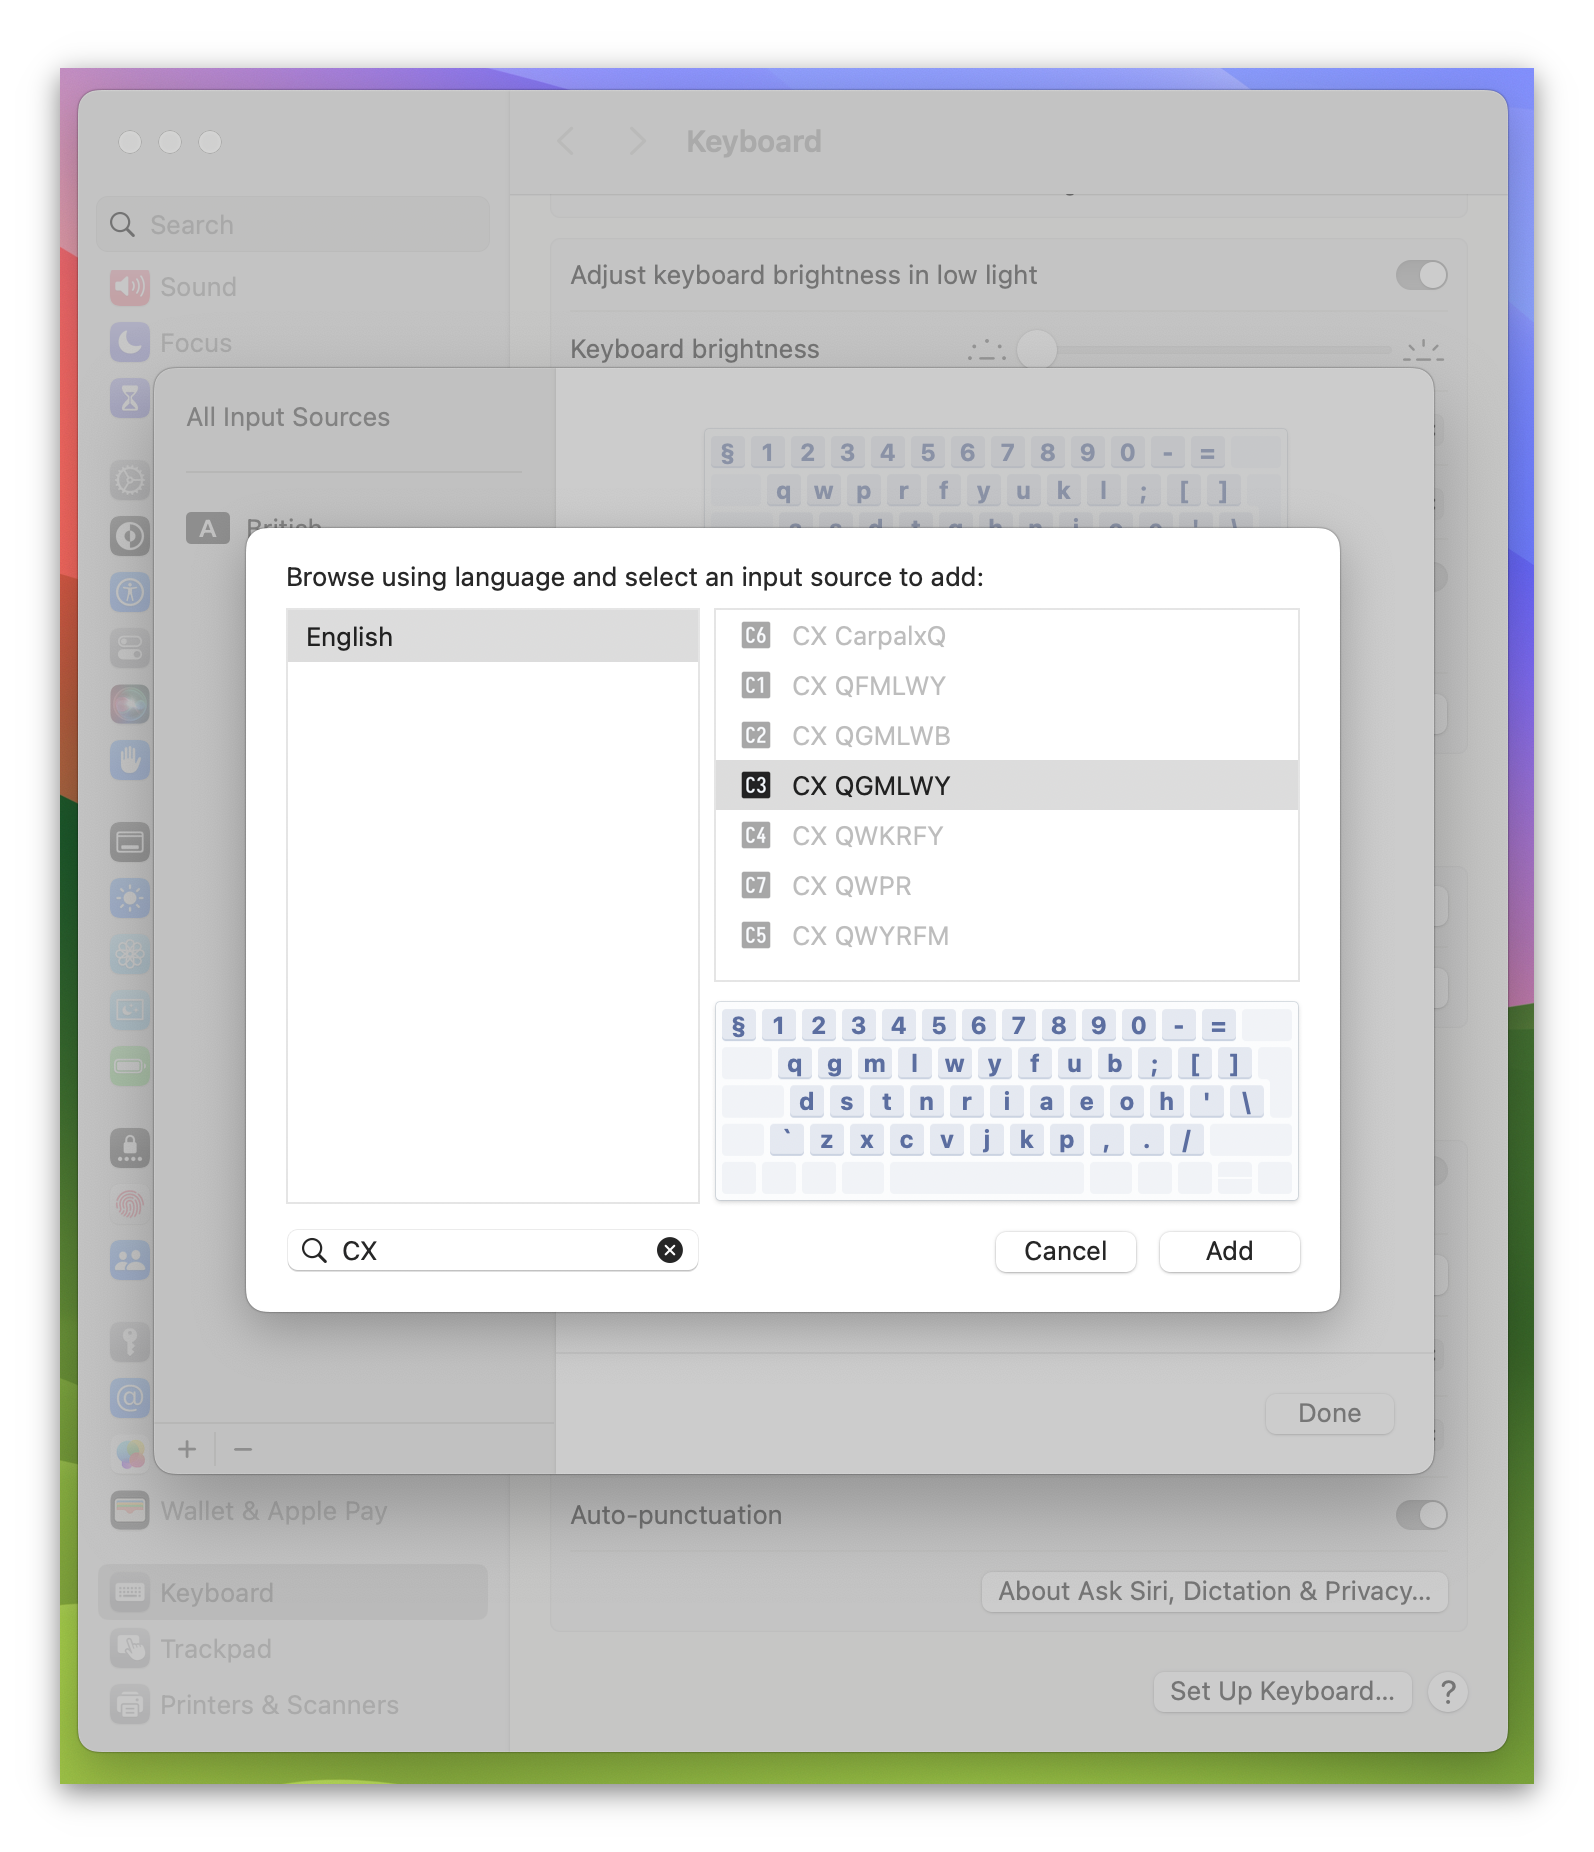 Keyboard
Search
Sound
Focus
Adjust keyboard brightness in low light
Keyboard brightness
All Input Sources
§ 1 2 3 4 5 6 7 8 9 0 - =
q w p r f y u k l ; [ ]
A British
Browse using language and select an input source to add:
English
C6 CX CarpalxQ
C1 CX QFMLWY
C2 CX QGMLWB
C3 CX QGMLWY
C4 CX QWKRFY
C7 CX QWPR
C5 CX QWYRFM
§ 1 2 3 4 5 6 7 8 9 0 - =
q g m l w y f u b ; [ ]
d s t n r i a e o h ' \
` z x c v j k p , . /
CX
Cancel
Add
Done
+ −
Wallet & Apple Pay
Auto-punctuation
Keyboard
About Ask Siri, Dictation & Privacy...
Trackpad
Printers & Scanners
Set Up Keyboard...
?